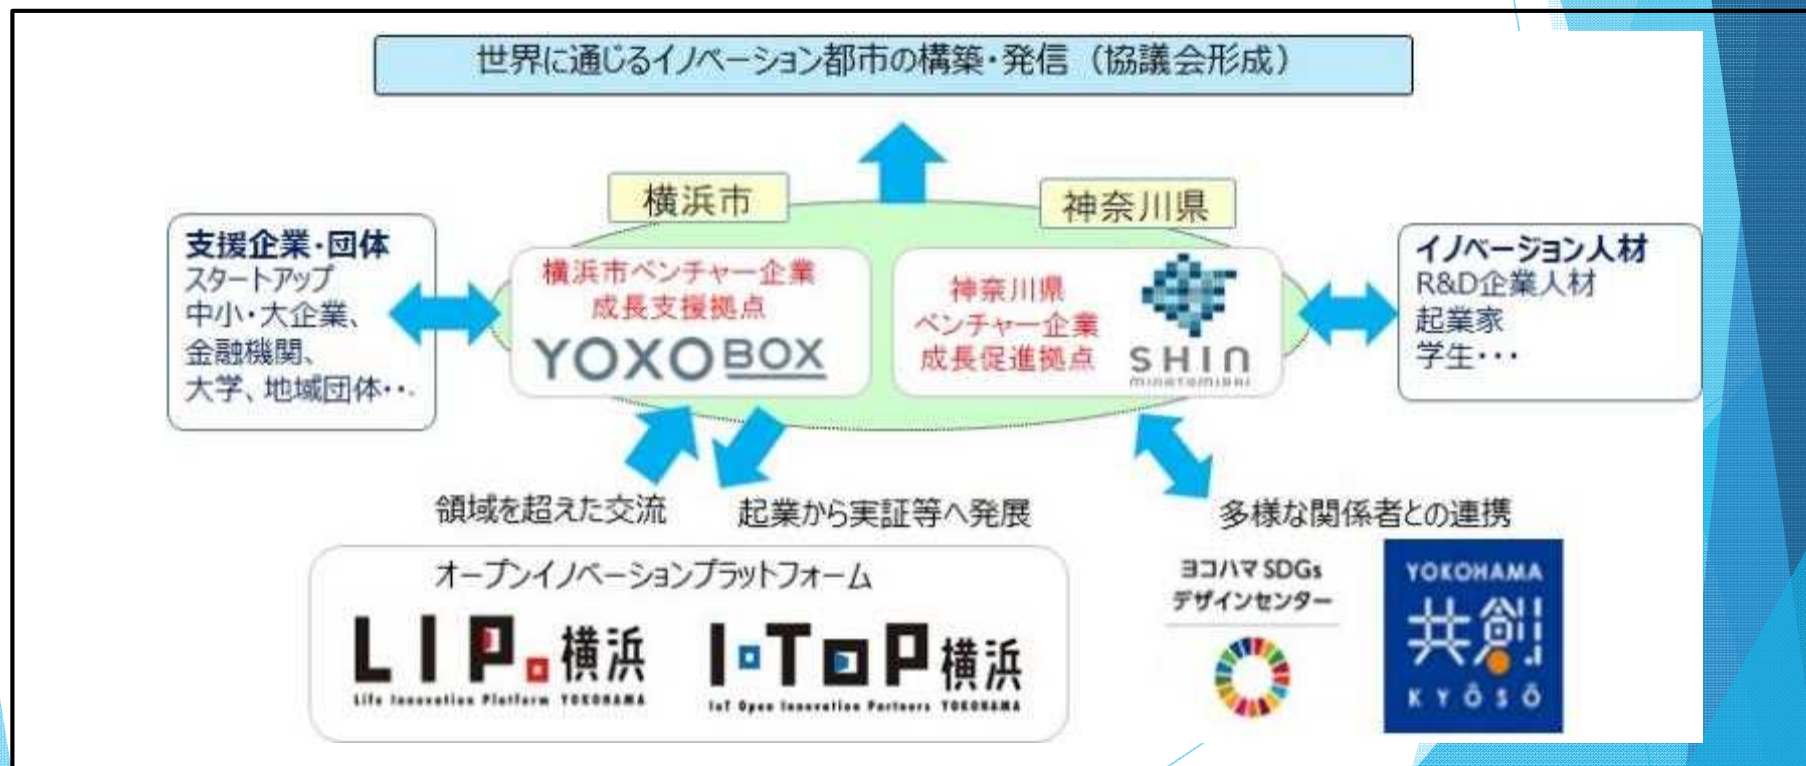 世界に通じるイノベーション都市の構築・発信（協議会形成）
横浜市
神奈川県
支援企業・団体
スタートアップ
中小・大企業、
金融機関、
大学、地域団体・・・
横浜市ベンチャー企業
成長支援拠点
YOXO BOX
神奈川県
ベンチャー企業
成長促進拠点
SHIN
MINATOMIRAI
イノベーション人材
R&D企業人材
起業家
学生・・・
領域を超えた交流
起業から実証等へ発展
多様な関係者との連携
オープンイノベーションプラットフォーム
LIP.横浜
Life Innovation Platform YOKOHAMA
I・TOP横浜
IoT Open Innovation Partners YOKOHAMA
ヨコハマ SDGs
デザインセンター
YOKOHAMA
共創
KYŌSŌ